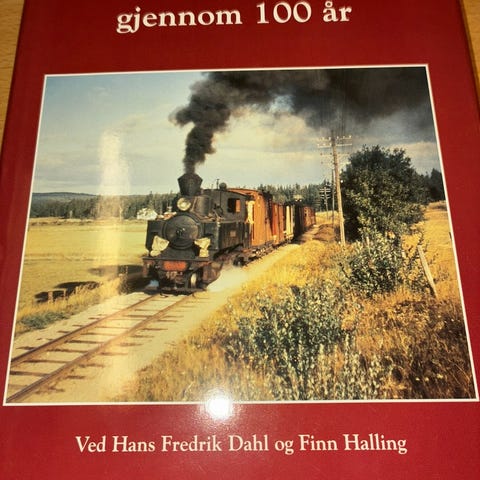 gjennom 100 år
Ved Hans Fredrik Dahl og Finn Halling